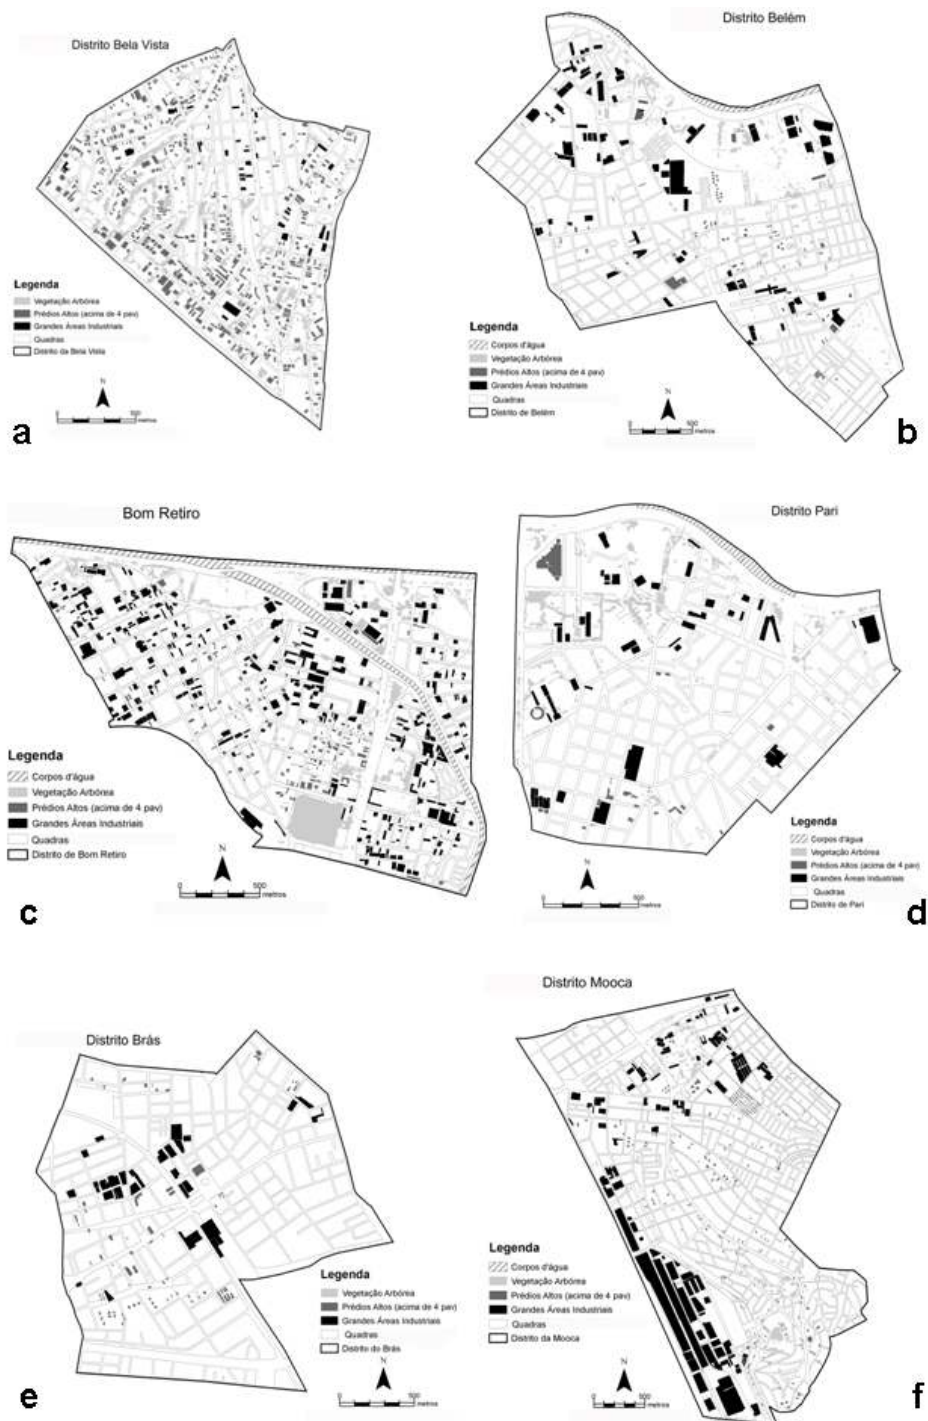 Distrito Bela Vista
Legenda
Vegetação Arbórea
Prédios Altos (acima de 4 pav)
Grandes Áreas Industriais
Quadras
Distrito da Bela Vista
N
0 500
metros
a
Distrito Belém
Legenda
Corpos d'água
Vegetação Arbórea
Prédios Altos (acima de 4 pav)
Grandes Áreas Industriais
Quadras
Distrito de Belém
N
0 500
metros
b
Bom Retiro
Legenda
Corpos d'água
Vegetação Arbórea
Prédios Altos (acima de 4 pav)
Grandes Áreas Industriais
Quadras
Distrito de Bom Retiro
N
0 500
metros
c
Distrito Pari
Legenda
Corpos d'água
Vegetação Arbórea
Prédios Altos (acima de 4 pav)
Grandes Áreas Industriais
Quadras
Distrito de Pari
N
0 500
metros
d
Distrito Brás
Legenda
Vegetação Arbórea
Prédios Altos (acima de 4 pav)
Grandes Áreas Industriais
Quadras
Distrito do Brás
N
0 500
metros
e
Distrito Mooca
Legenda
Corpos d'água
Vegetação Arbórea
Prédios Altos (acima de 4 pav)
Grandes Áreas Industriais
Quadras
Distrito da Mooca
N
0 500
metros
f